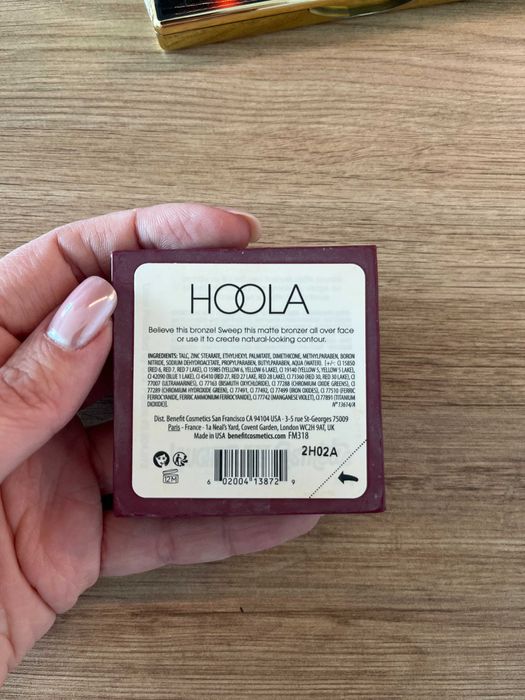 HOOLA
Believe this bronze! Sweep this matte bronzer all over face
or use it to create natural-looking contour.
INGREDIENTS: TALC, ZINC STEARATE, ETHYLHEXYL PALMITATE, DIMETHICONE, METHYLPARABEN, BORON
NITRIDE, SODIUM DEHYDROACETATE, PROPYLPARABEN, BUTYLPARABEN, AQUA (WATER). [+/-: CI 15850
(RED 6, RED 7, RED 7 LAKE), CI 15985 (YELLOW 6, YELLOW 6 LAKE), CI 19140 (YELLOW 5, YELLOW 5 LAKE),
CI 42090 (BLUE 1 LAKE), CI 45410 (RED 27, RED 27 LAKE, RED 28 LAKE), CI 73360 (RED 30, RED 30 LAKE), CI
77007 (ULTRAMARINES), CI 77163 (BISMUTH OXYCHLORIDE), CI 77288 (CHROMIUM OXIDE GREENS), CI
77289 (CHROMIUM HYDROXIDE GREEN), CI 77491, CI 77492, CI 77499 (IRON OXIDES), CI 77510 (FERRIC
FERROCYANIDE, FERRIC AMMONIUM FERROCYANIDE), CI 77742 (MANGANESE VIOLET), CI 77891 (TITANIUM
DIOXIDE)].
N°13614/A
Dist. Benefit Cosmetics San Francisco CA 94104 USA · 3-5 rue St-Georges 75009
Paris - France · 1a Neal's Yard, Covent Garden, London WC2H 9AT, UK
Made in USA benefitcosmetics.com FM318
2H02A
12M
6 02004 13872 9